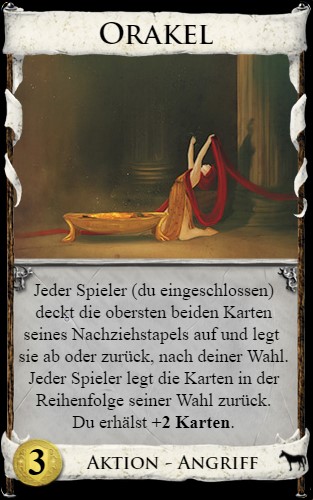 ORAKEL
Jeder Spieler (du eingeschlossen)
deckt die obersten beiden Karten
seines Nachziehstapels auf und legt
sie ab oder zurück, nach deiner Wahl.
Jeder Spieler legt die Karten in der
Reihenfolge seiner Wahl zurück.
Du erhälst +2 Karten.
3
AKTION - ANGRIFF